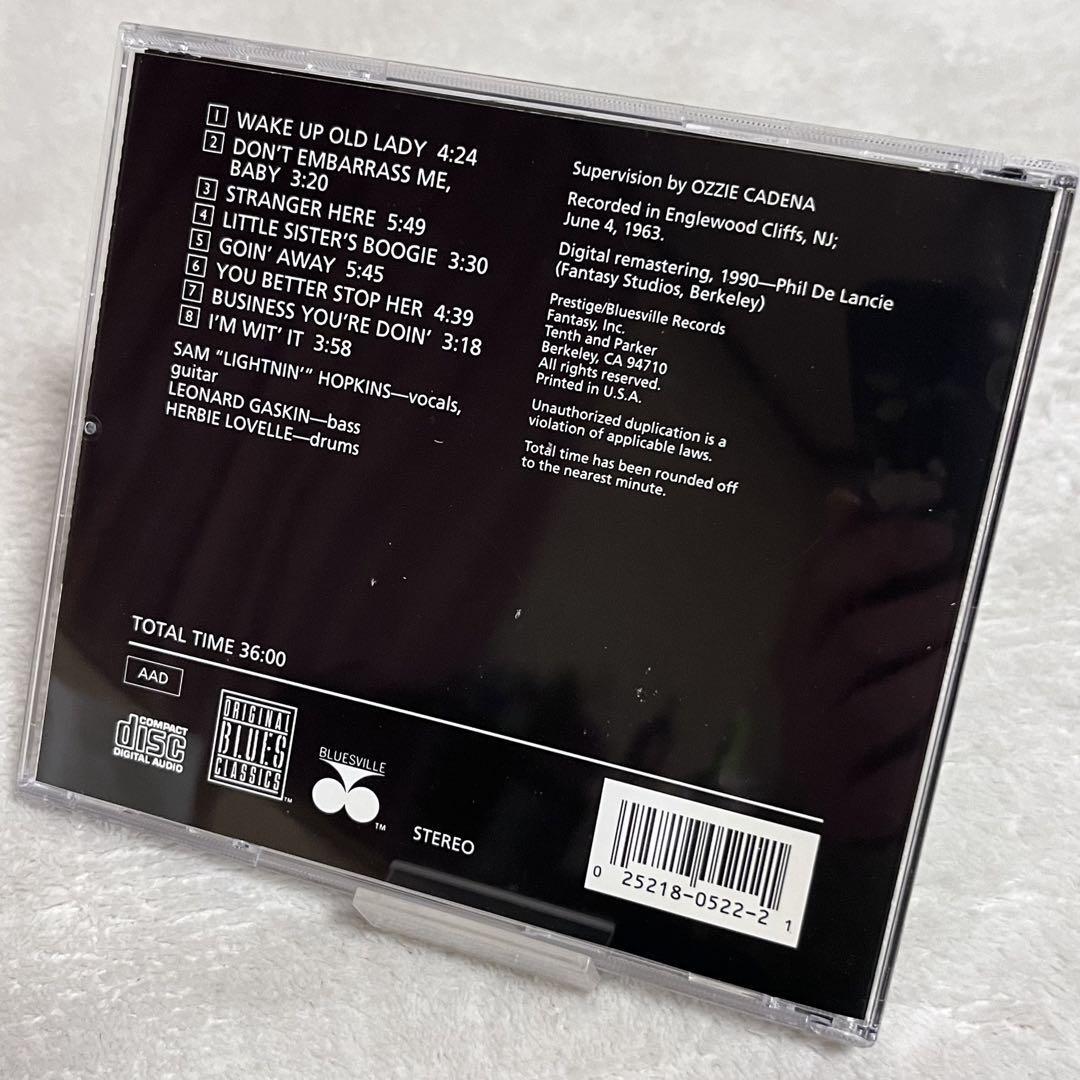 1 WAKE UP OLD LADY 4:24
2 DON'T EMBARRASS ME,
BABY 3:20
3 STRANGER HERE 5:49
4 LITTLE SISTER'S BOOGIE 3:30
5 GOIN' AWAY 5:45
6 YOU BETTER STOP HER 4:39
7 BUSINESS YOU'RE DOIN' 3:18
8 I'M WIT' IT 3:58
SAM "LIGHTNIN'" HOPKINS—vocals,
guitar
LEONARD GASKIN—bass
HERBIE LOVELLE—drums
Supervision by OZZIE CADENA
Recorded in Englewood Cliffs, NJ;
June 4, 1963.
Digital remastering, 1990—Phil De Lancie
(Fantasy Studios, Berkeley)
Prestige/Bluesville Records
Fantasy, Inc.
Tenth and Parker
Berkeley, CA 94710
All rights reserved.
Printed in U.S.A.
Unauthorized duplication is a
violation of applicable laws.
Total time has been rounded off
to the nearest minute.
TOTAL TIME 36:00
AAD
COMPACT
disc
DIGITAL AUDIO
ORIGINAL
BLUES
CLASSICS
TM
BLUESVILLE
TM
STEREO
0 25218-0522-2 1